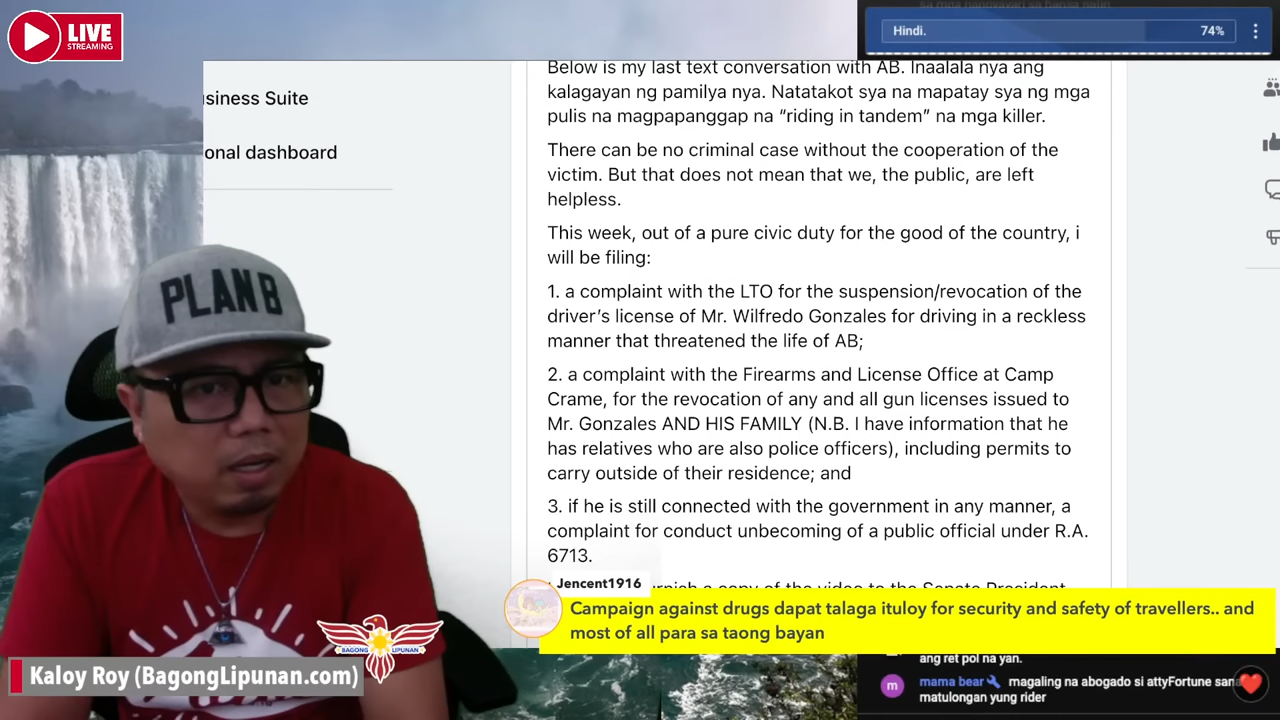 LIVE
STREAMING
Hindi.
74%
siness Suite
onal dashboard
Below is my last text conversation with AB. Inaalala nya ang
kalagayan ng pamilya nya. Natatakot sya na mapatay sya ng mga
pulis na magpapanggap na “riding in tandem” na mga killer.
There can be no criminal case without the cooperation of the
victim. But that does not mean that we, the public, are left
helpless.
This week, out of a pure civic duty for the good of the country, i
will be filing:
1. a complaint with the LTO for the suspension/revocation of the
driver’s license of Mr. Wilfredo Gonzales for driving in a reckless
manner that threatened the life of AB;
2. a complaint with the Firearms and License Office at Camp
Crame, for the revocation of any and all gun licenses issued to
Mr. Gonzales AND HIS FAMILY (N.B. I have information that he
has relatives who are also police officers), including permits to
carry outside of their residence; and
3. if he is still connected with the government in any manner, a
complaint for conduct unbecoming of a public official under R.A.
6713.
a copy of the video to the Senate President
PLAN B
Jencent1916
Campaign against drugs dapat talaga ituloy for security and safety of travellers.. and
most of all para sa taong bayan
BAGONG LIPUNAN
Kaloy Roy (BagongLipunan.com)
ang ret pol na yan.
m
mama bear magaling na abogado si attyFortune sana
matulongan yung rider